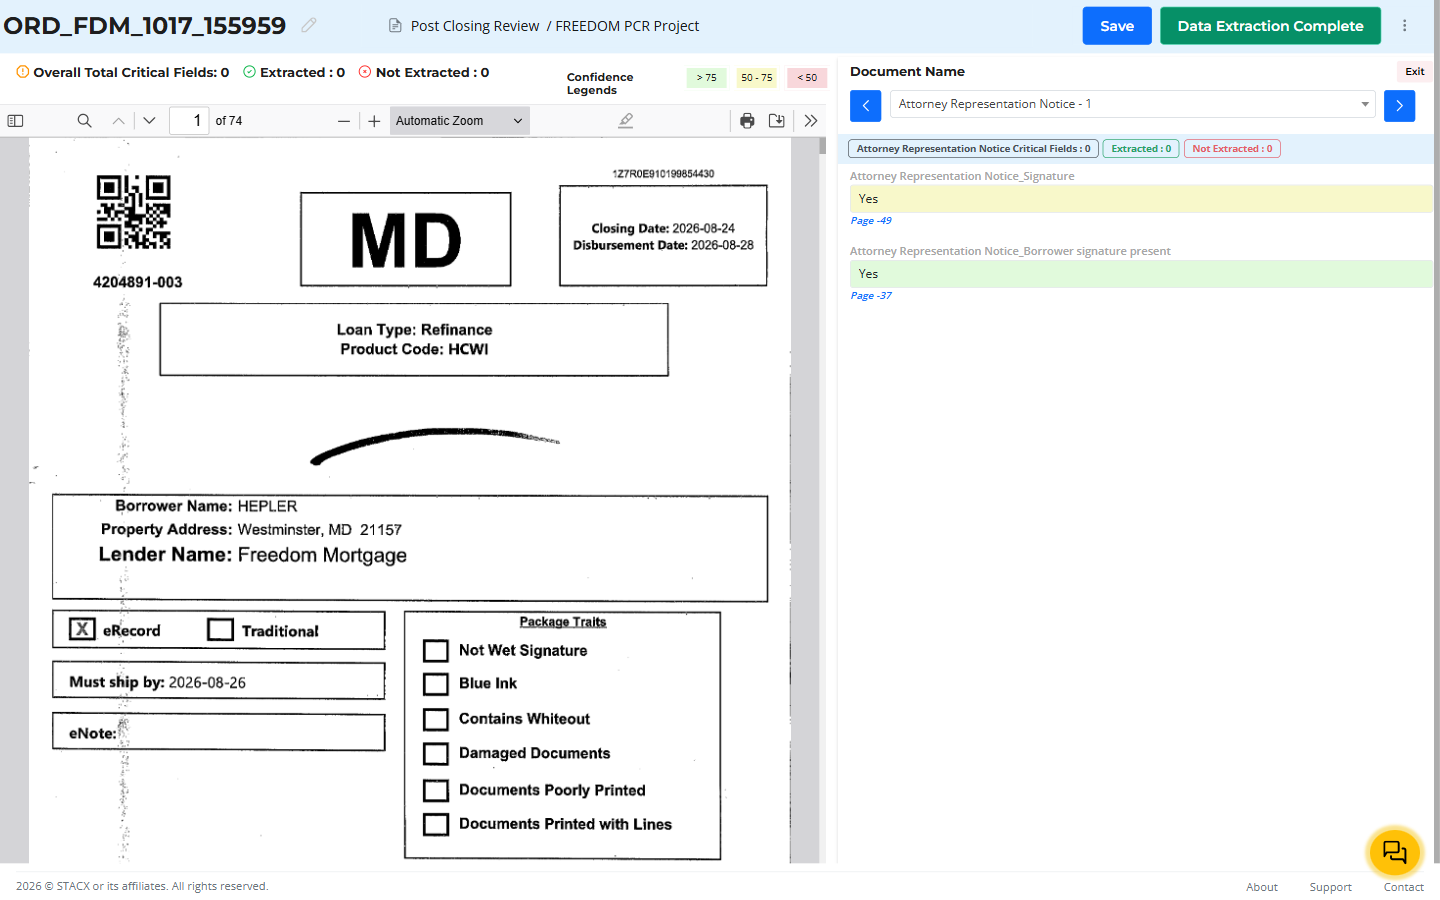 ORD_FDM_1017_155959
Post Closing Review / FREEDOM PCR Project
Save
Data Extraction Complete
Overall Total Critical Fields: 0
Extracted : 0
Not Extracted : 0
Confidence
Legends
> 75
50 - 75
< 50
1 of 74
Automatic Zoom
1Z7R0E910199854430
MD
Closing Date: 2026-08-24
Disbursement Date: 2026-08-28
4204891-003
Loan Type: Refinance
Product Code: HCWI
Borrower Name: HEPLER
Property Address: Westminster, MD 21157
Lender Name: Freedom Mortgage
X eRecord
Traditional
Must ship by: 2026-08-26
eNote:
Package Traits
Not Wet Signature
Blue Ink
Contains Whiteout
Damaged Documents
Documents Poorly Printed
Documents Printed with Lines
Document Name
Exit
Attorney Representation Notice - 1
Attorney Representation Notice Critical Fields : 0
Extracted : 0
Not Extracted : 0
Attorney Representation Notice_Signature
Yes
Page -49
Attorney Representation Notice_Borrower signature present
Yes
Page -37
2026 © STACX or its affiliates. All rights reserved.
About
Support
Contact